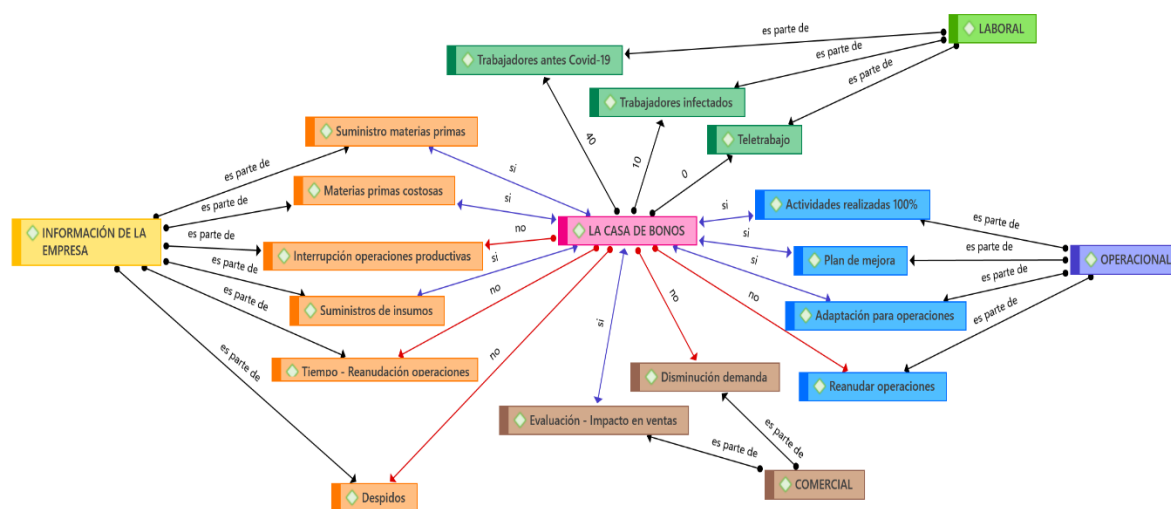 es parte de
LABORAL
Trabajadores antes Covid-19
es parte de
Trabajadores infectados
es parte de
Suministro materias primas
40
10
Teletrabajo
es parte de
si
0
Materias primas costosas
es parte de
si
si
Actividades realizadas 100%
INFORMACIÓN DE LA
EMPRESA
es parte de
no
LA CASA DE BONOS
si
es parte de
Interrupción operaciones productivas
Plan de mejora
es parte de
OPERACIONAL
es parte de
si
si
es parte de
Suministros de insumos
no
no
no
Adaptación para operaciones
es parte de
si
es parte de
Tiempo - Reanudación operaciones
no
Disminución demanda
Reanudar operaciones
es parte de
Evaluación - Impacto en ventas
es parte de
es parte de
COMERCIAL
Despidos